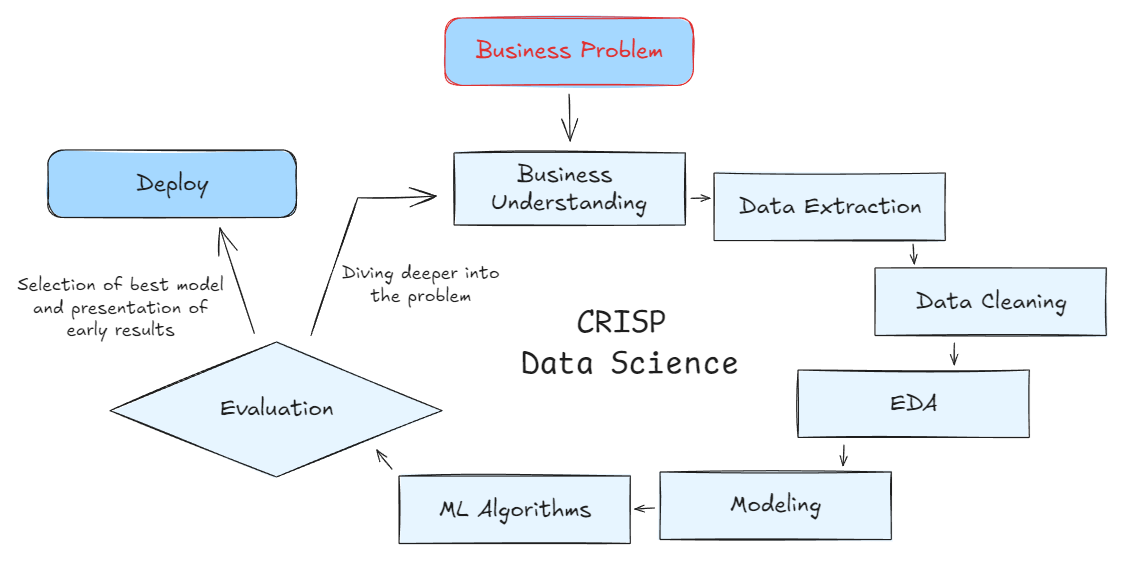 Business Problem
Business
Understanding
Deploy
Data Extraction
Selection of best model
and presentation of
early results
Diving deeper into
the problem
Data Cleaning
CRISP
Data Science
Evaluation
EDA
ML Algorithms
Modeling